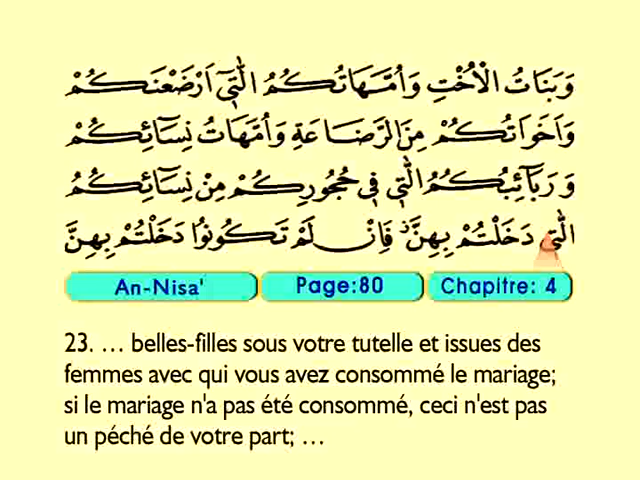 وَبَنَاتُ الْاُخْتِ وَاُمَّهَاتُكُمُ الّٰتٖٓى اَرْضَعْنَكُمْ
وَاَخَوَاتُكُمْ مِنَ الرَّضَاعَةِ وَاُمَّهَاتُ نِسَٓائِكُمْ
وَرَبَٓائِبُكُمُ الّٰتٖى فٖى حُجُورِكُمْ مِنْ نِسَٓائِكُمُ
الّٰتٖى دَخَلْتُمْ بِهِنَّ فَاِنْ لَمْ تَكُونُوا دَخَلْتُمْ بِهِنَّ
An-Nisa' Page:80 Chapitre: 4
23. … belles-filles sous votre tutelle et issues des
femmes avec qui vous avez consommé le mariage;
si le mariage n'a pas été consommé, ceci n'est pas
un péché de votre part; …